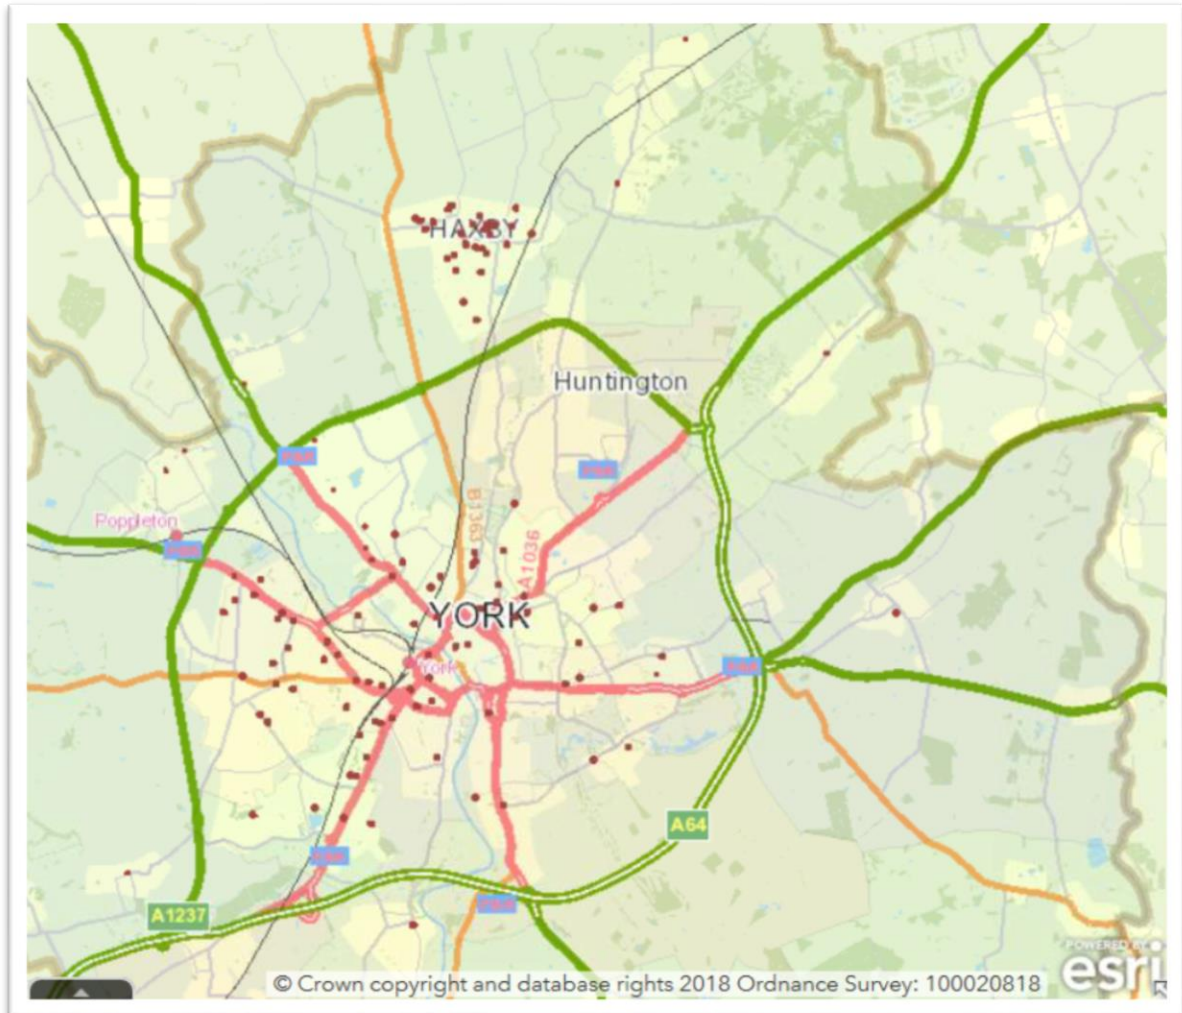 HAXBY
Huntington
P&R
P&R
Poppleton
P&R
B1363
A1036
YORK
York
P&R
A64
P&R
P&R
A1237
POWERED BY
esri
© Crown copyright and database rights 2018 Ordnance Survey: 100020818